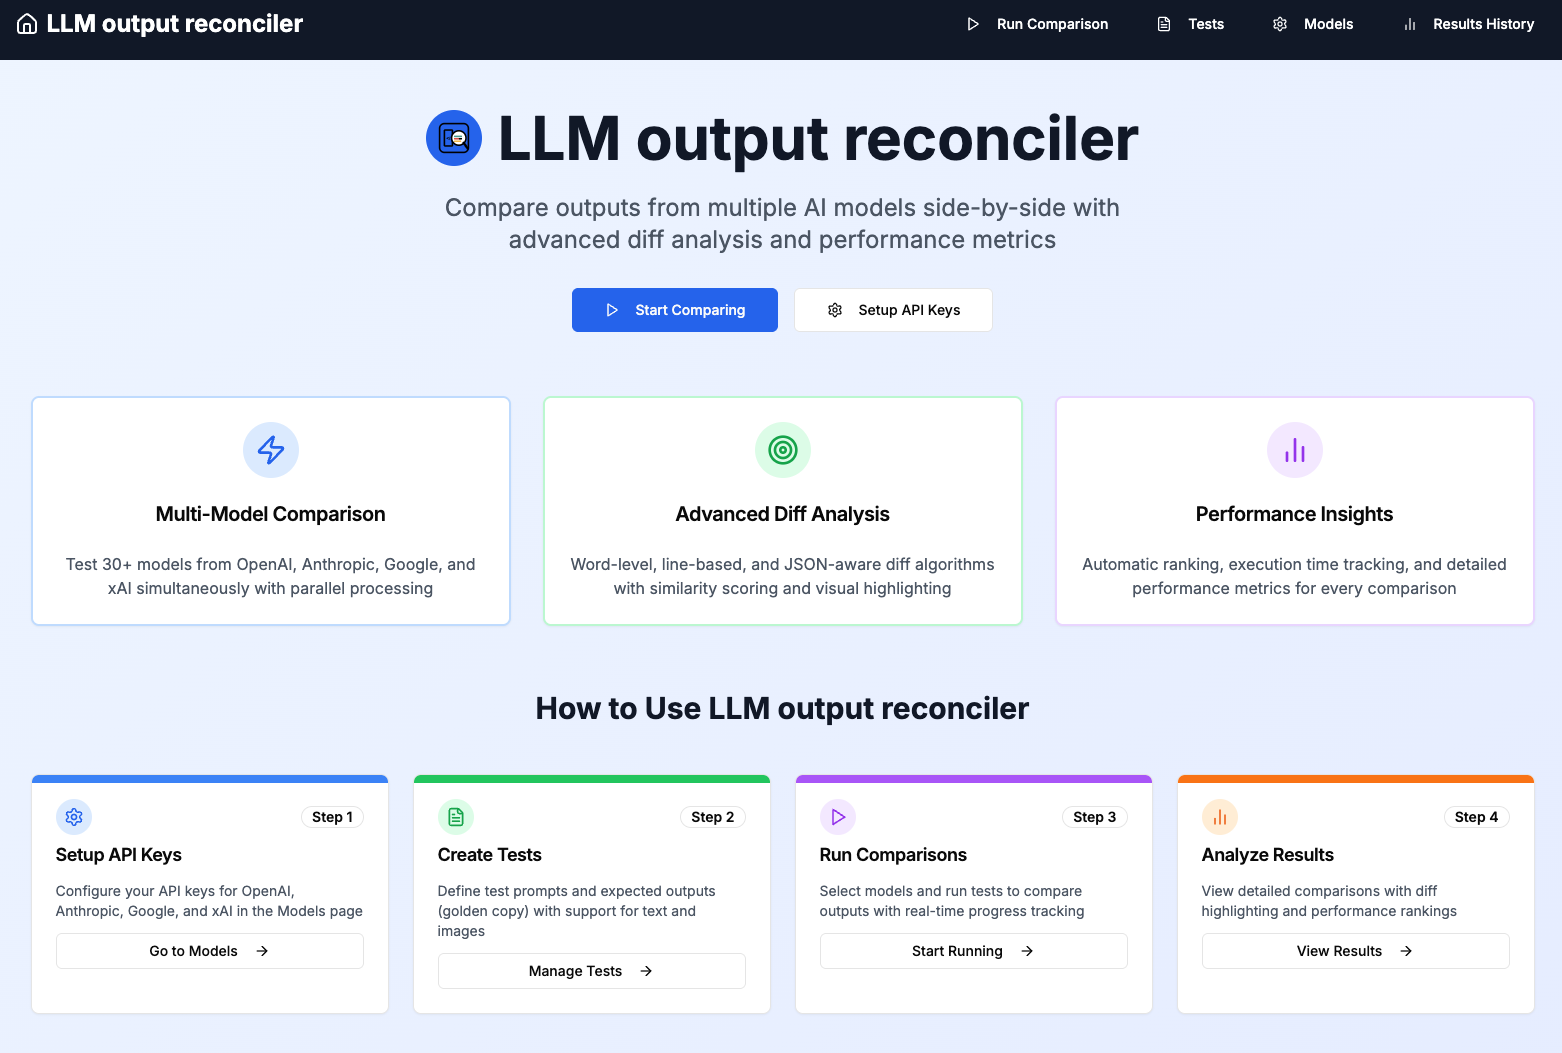 LLM output reconciler
Run Comparison
Tests
Models
Results History
LLM output reconciler
Compare outputs from multiple AI models side-by-side with
advanced diff analysis and performance metrics
Start Comparing
Setup API Keys
Multi-Model Comparison
Test 30+ models from OpenAI, Anthropic, Google, and
xAI simultaneously with parallel processing
Advanced Diff Analysis
Word-level, line-based, and JSON-aware diff algorithms
with similarity scoring and visual highlighting
Performance Insights
Automatic ranking, execution time tracking, and detailed
performance metrics for every comparison
How to Use LLM output reconciler
Step 1
Setup API Keys
Configure your API keys for OpenAI,
Anthropic, Google, and xAI in the Models page
Go to Models
Step 2
Create Tests
Define test prompts and expected outputs
(golden copy) with support for text and
images
Manage Tests
Step 3
Run Comparisons
Select models and run tests to compare
outputs with real-time progress tracking
Start Running
Step 4
Analyze Results
View detailed comparisons with diff
highlighting and performance rankings
View Results